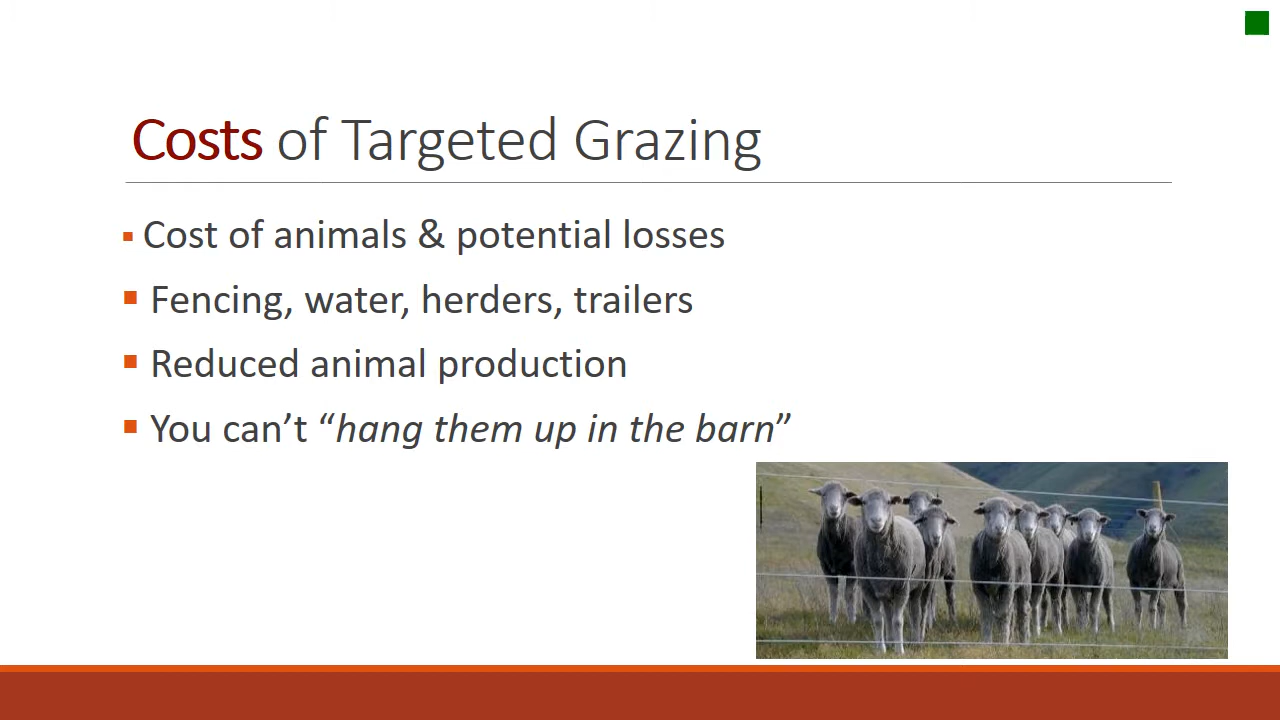 Costs of Targeted Grazing
▪ Cost of animals & potential losses
▪ Fencing, water, herders, trailers
▪ Reduced animal production
▪ You can’t “hang them up in the barn”